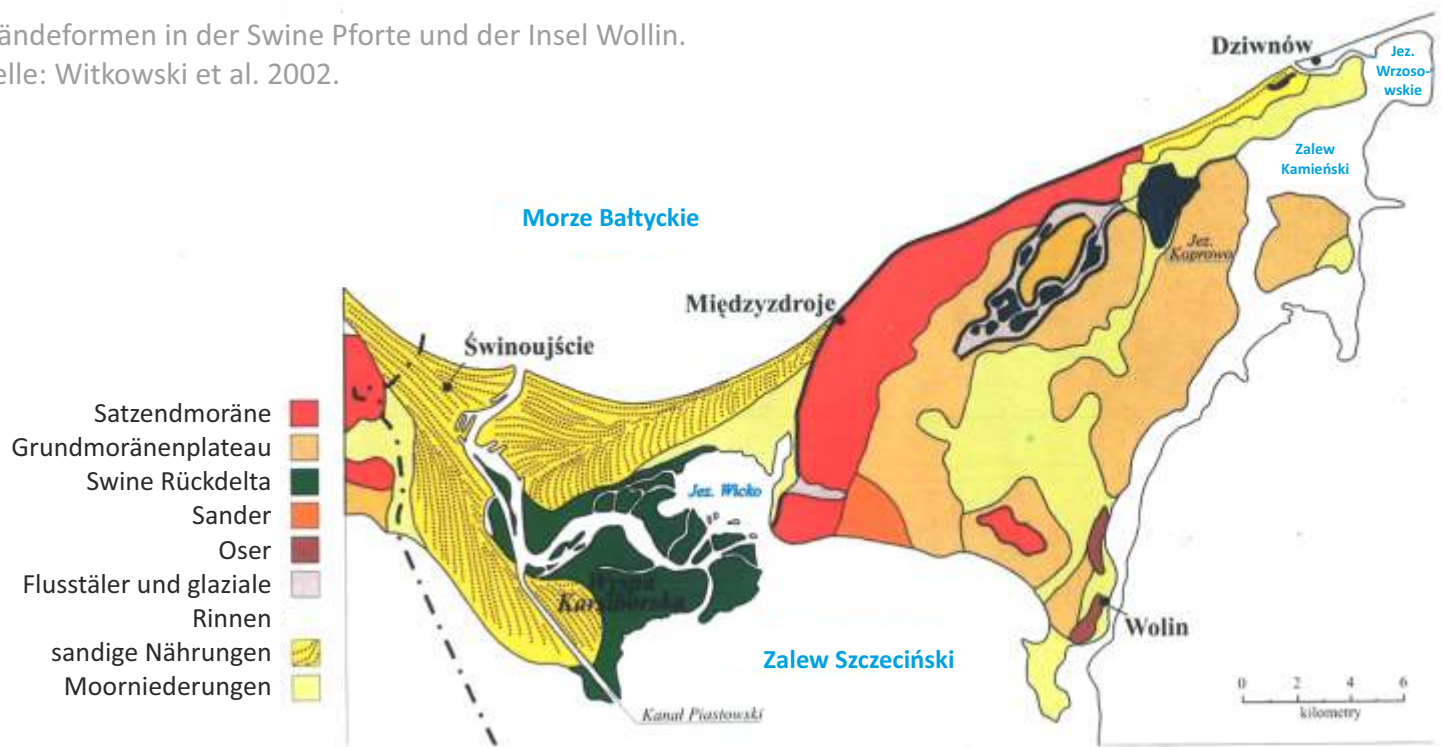 ändeformen in der Swine Pforte und der Insel Wollin.
elle: Witkowski et al. 2002.
Dziwnów
Jez.
Wrzoso-
wskie
Zalew
Kamieński
Morze Bałtyckie
Jez.
Koprowo
Międzyzdroje
Świnoujście
Satzendmoräne
Grundmoränenplateau
Swine Rückdelta
Sander
Oser
Flusstäler und glaziale
Rinnen
sandige Nährungen
Moorniederungen
Jez. Wicko
Wyspa
Karsiborska
Wolin
Zalew Szczeciński
Kanał Piastowski
0 2 4 6
kilometry